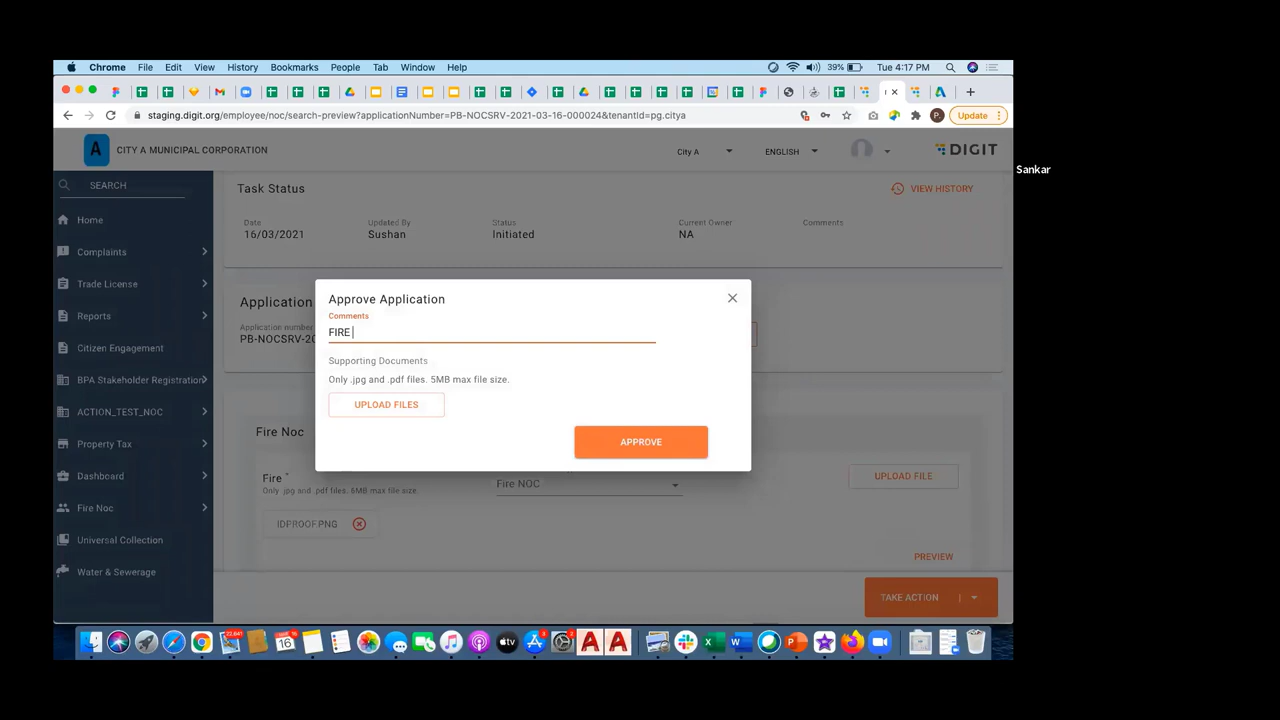 Chrome File Edit View History Bookmarks People Tab Window Help 39% Tue 4:17 PM
staging.digit.org/employee/noc/search-preview?applicationNumber=PB-NOCSRV-2021-03-16-000024&tenantId=pg.citya P. Update
A CITY A MUNICIPAL CORPORATION City A ENGLISH DIGIT
Sankar
SEARCH
Home
Complaints
Trade License
Reports
Citizen Engagement
BPA Stakeholder Registration
ACTION_TEST_NOC
Property Tax
Dashboard
Fire Noc
Universal Collection
Water & Sewerage
Task Status VIEW HISTORY
Date Updated By Status Current Owner Comments
16/03/2021 Sushan Initiated NA
Application
Application number
PB-NOCSRV-20
Approve Application
Comments
FIRE
Supporting Documents
Only .jpg and .pdf files. 5MB max file size.
UPLOAD FILES
APPROVE
Fire Noc
Fire *
Only .jpg and .pdf files. 6MB max file size.
Fire NOC
UPLOAD FILE
IDPROOF.PNG
PREVIEW
TAKE ACTION